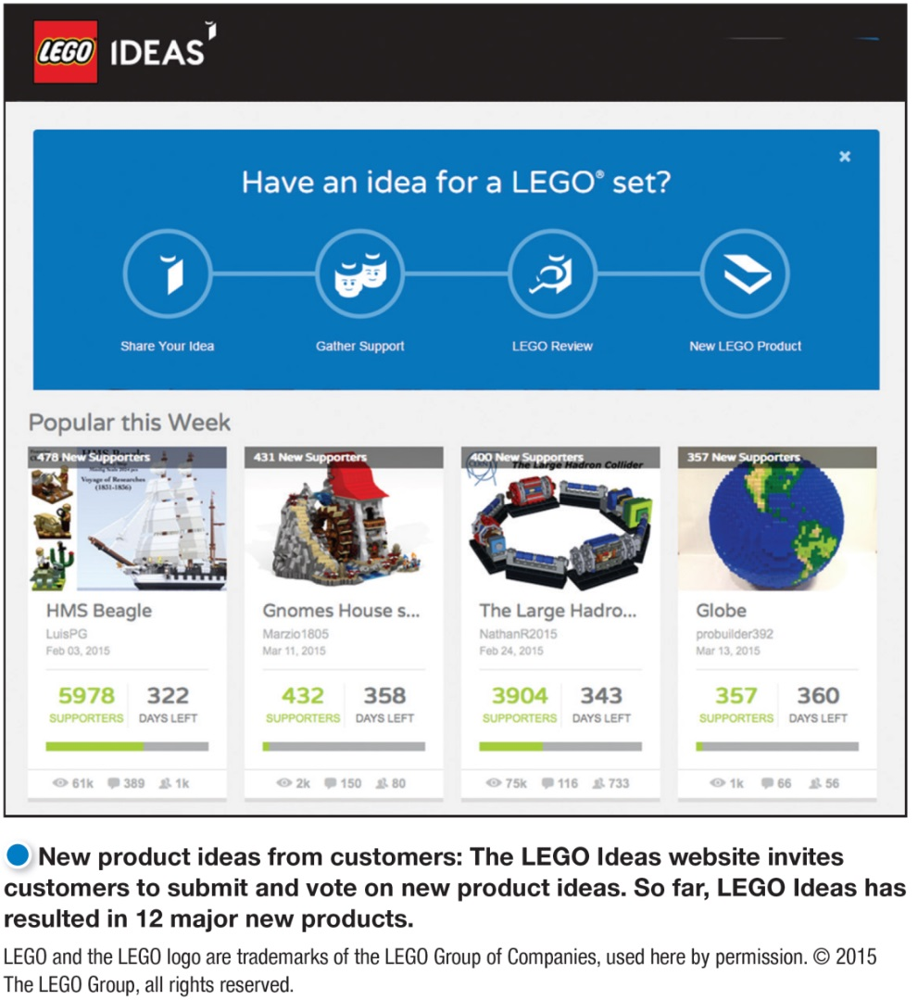 LEGO IDEAS
Have an idea for a LEGO® set?
Share Your Idea
Gather Support
LEGO Review
New LEGO Product
Popular this Week
478 New Supporters
HMS Beagle
Voyage of Researches
(1831-1836)
HMS Beagle
LuisPG
Feb 03, 2015
5978 322
SUPPORTERS DAYS LEFT
61k 389 1k
431 New Supporters
Gnomes House s...
Marzio1805
Mar 11, 2015
432 358
SUPPORTERS DAYS LEFT
2k 150 80
400 New Supporters
The Large Hadron Collider
The Large Hadro...
NathanR2015
Feb 24, 2015
3904 343
SUPPORTERS DAYS LEFT
75k 116 733
357 New Supporters
Globe
probuilder392
Mar 13, 2015
357 360
SUPPORTERS DAYS LEFT
1k 66 56
New product ideas from customers: The LEGO Ideas website invites
customers to submit and vote on new product ideas. So far, LEGO Ideas has
resulted in 12 major new products.
LEGO and the LEGO logo are trademarks of the LEGO Group of Companies, used here by permission. © 2015
The LEGO Group, all rights reserved.